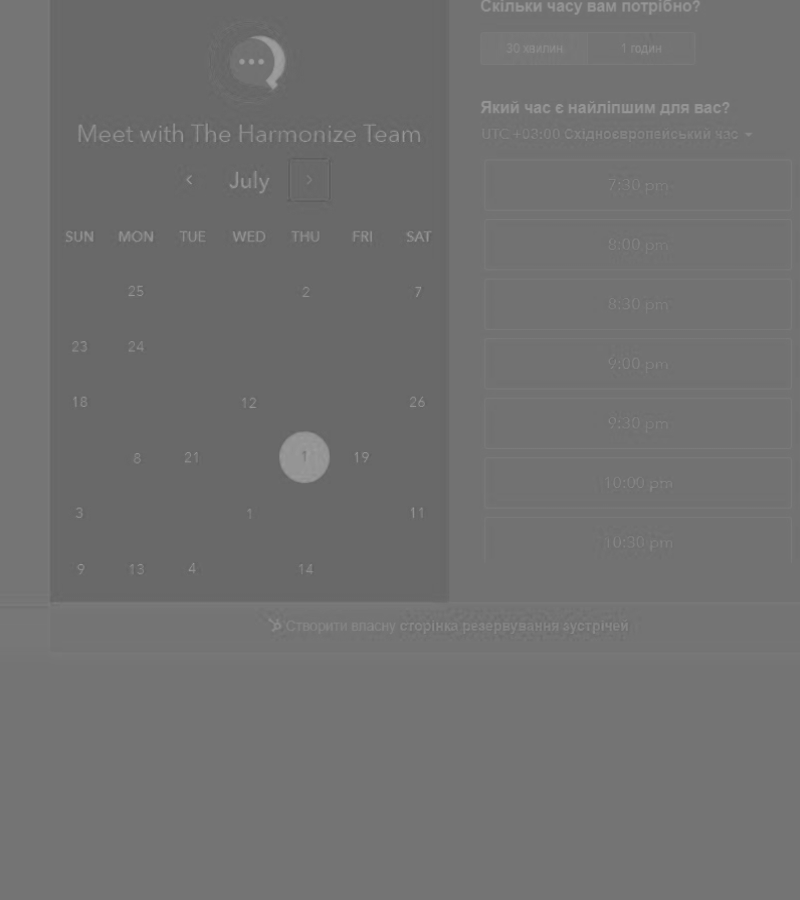 Meet with The Harmonize Team
July
SUN MON TUE WED THU FRI SAT
25 2 7
23 24
18 12 26
8 21 1 19
3 1 11
9 13 4 14
Скільки часу вам потрібно?
30 хвилин 1 годин
Який час є найліпшим для вас?
UTC +03:00 Східноєвропейський час
7:30 pm
8:00 pm
8:30 pm
9:00 pm
9:30 pm
10:00 pm
10:30 pm
Створити власну сторінка резервування зустрічей